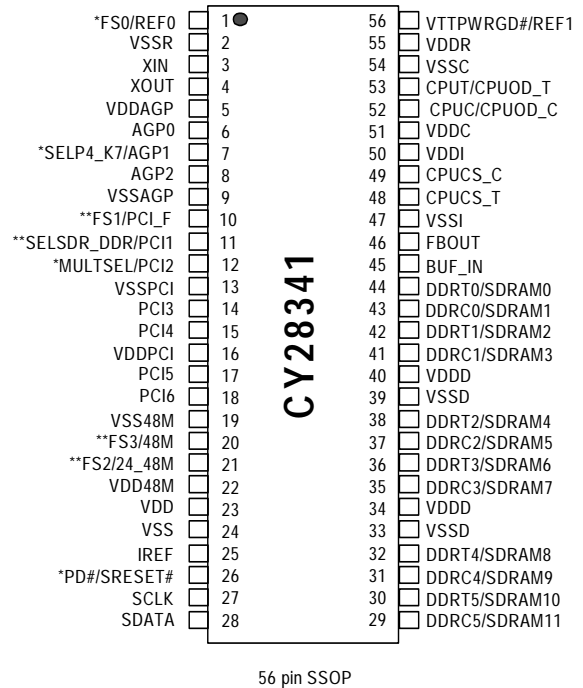 *FS0/REF0 1 56 VTTPWRGD#/REF1
VSSR 2 55 VDDR
XIN 3 54 VSSC
XOUT 4 53 CPUT/CPUOD_T
VDDAGP 5 52 CPUC/CPUOD_C
AGP0 6 51 VDDC
*SELP4_K7/AGP1 7 50 VDDI
AGP2 8 49 CPUCS_C
VSSAGP 9 48 CPUCS_T
**FS1/PCI_F 10 47 VSSI
**SELSDR_DDR/PCI1 11 46 FBOUT
*MULTSEL/PCI2 12 45 BUF_IN
VSSPCI 13 44 DDRT0/SDRAM0
PCI3 14 43 DDRC0/SDRAM1
PCI4 15 42 DDRT1/SDRAM2
VDDPCI 16 41 DDRC1/SDRAM3
PCI5 17 40 VDDD
PCI6 18 39 VSSD
VSS48M 19 38 DDRT2/SDRAM4
**FS3/48M 20 37 DDRC2/SDRAM5
**FS2/24_48M 21 36 DDRT3/SDRAM6
VDD48M 22 35 DDRC3/SDRAM7
VDD 23 34 VDDD
VSS 24 33 VSSD
IREF 25 32 DDRT4/SDRAM8
*PD#/SRESET# 26 31 DDRC4/SDRAM9
SCLK 27 30 DDRT5/SDRAM10
SDATA 28 29 DDRC5/SDRAM11
CY28341
56 pin SSOP